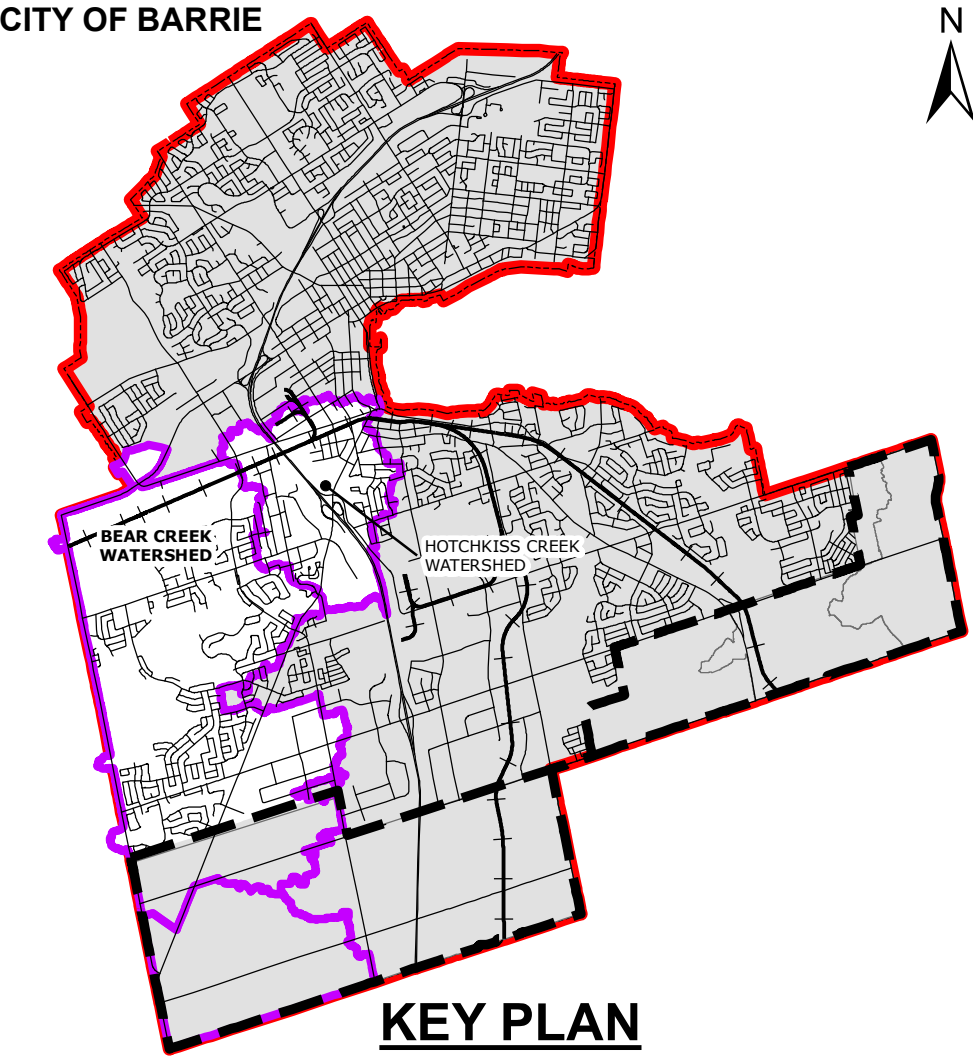 CITY OF BARRIE
N
BEAR CREEK
WATERSHED
HOTCHKISS CREEK
WATERSHED
KEY PLAN